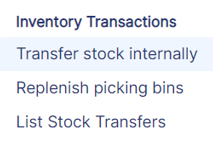 Inventory Transactions
Transfer stock internally
Replenish picking bins
List Stock Transfers